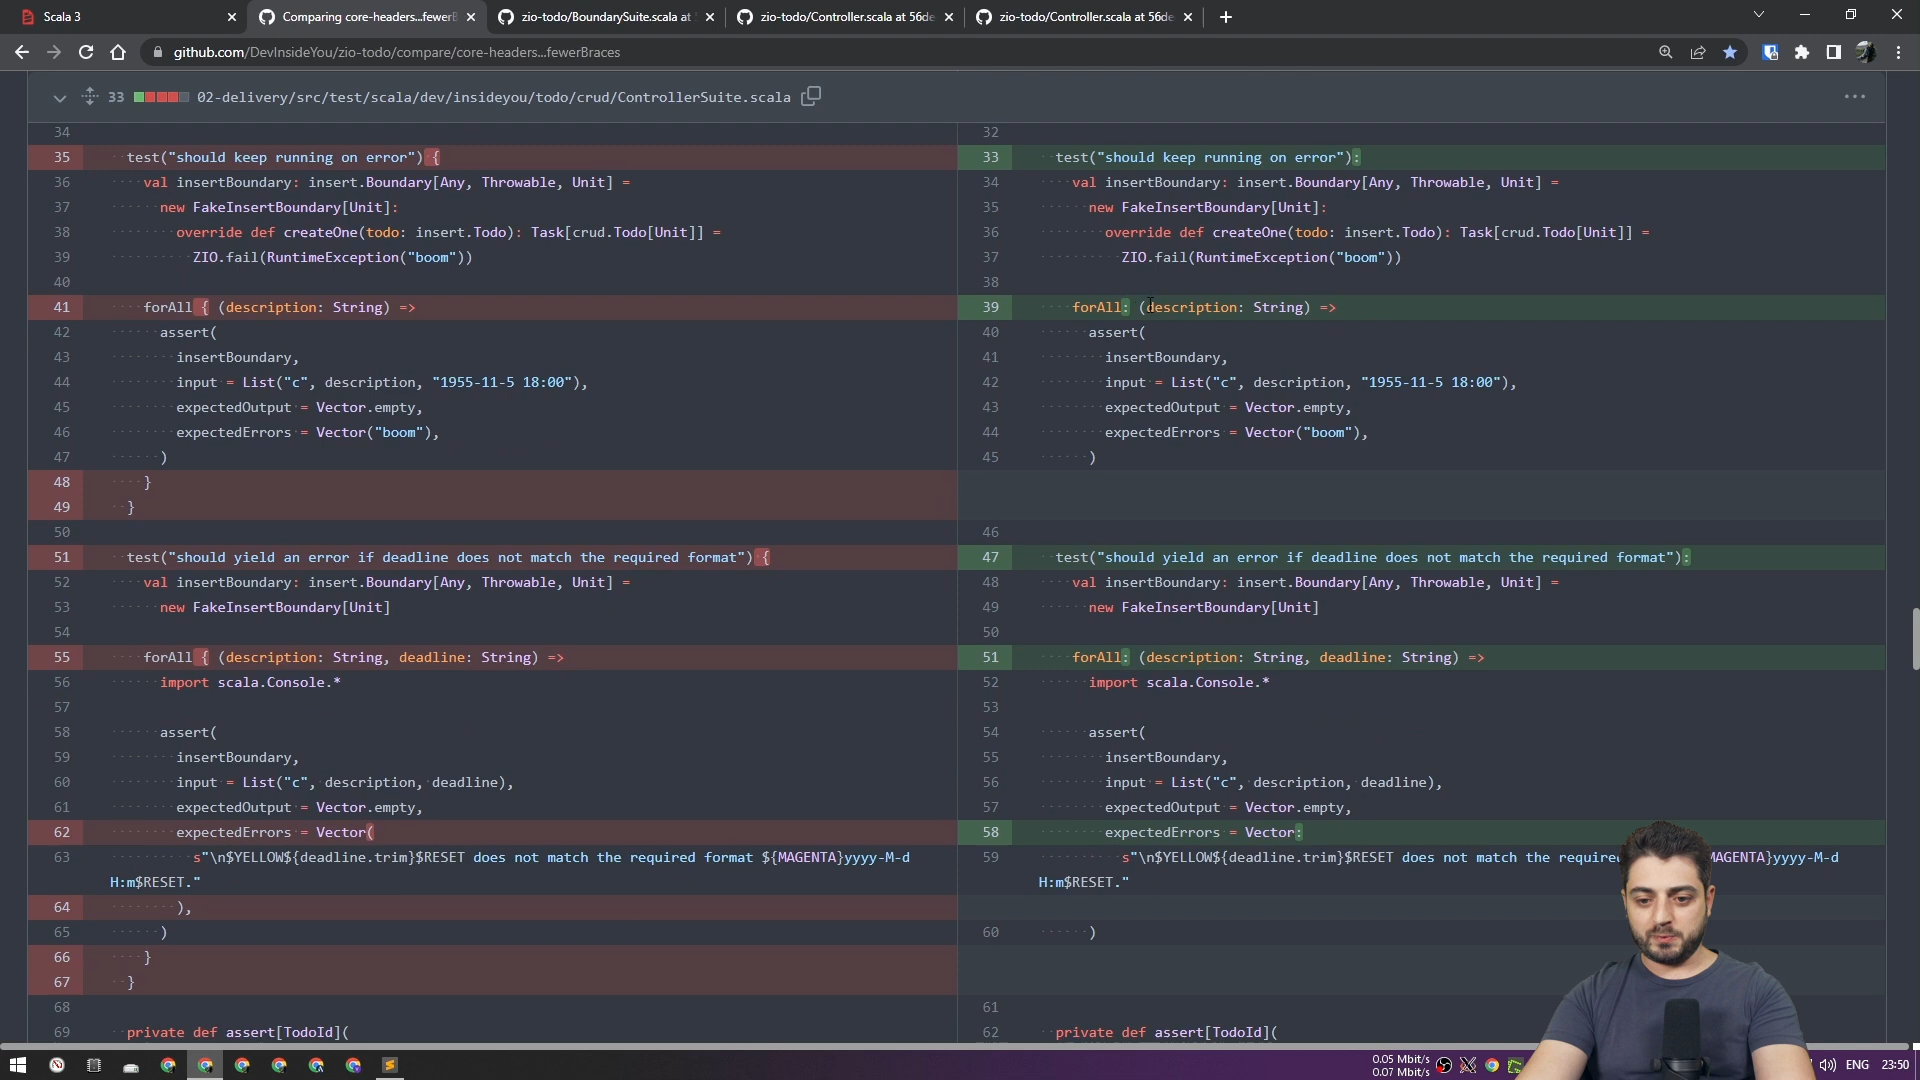 Scala 3
Comparing core-headers...fewerB
zio-todo/BoundarySuite.scala at
zio-todo/Controller.scala at 56de
zio-todo/Controller.scala at 56de
github.com/DevInsideYou/zio-todo/compare/core-headers...fewerBraces
33 02-delivery/src/test/scala/dev/insideyou/todo/crud/ControllerSuite.scala
34
35 test("should keep running on error") {
36 val insertBoundary: insert.Boundary[Any, Throwable, Unit] =
37 new FakeInsertBoundary[Unit]:
38 override def createOne(todo: insert.Todo): Task[crud.Todo[Unit]] =
39 ZIO.fail(RuntimeException("boom"))
40
41 forAll { (description: String) =>
42 assert(
43 insertBoundary,
44 input = List("c", description, "1955-11-5 18:00"),
45 expectedOutput = Vector.empty,
46 expectedErrors = Vector("boom"),
47 )
48 }
49 }
50
51 test("should yield an error if deadline does not match the required format") {
52 val insertBoundary: insert.Boundary[Any, Throwable, Unit] =
53 new FakeInsertBoundary[Unit]
54
55 forAll { (description: String, deadline: String) =>
56 import scala.Console.*
57
58 assert(
59 insertBoundary,
60 input = List("c", description, deadline),
61 expectedOutput = Vector.empty,
62 expectedErrors = Vector(
63 s"\n$YELLOW${deadline.trim}$RESET does not match the required format ${MAGENTA}yyyy-M-d
H:m$RESET."
64 ),
65 )
66 }
67 }
68
69 private def assert[TodoId](
32
33 test("should keep running on error"):
34 val insertBoundary: insert.Boundary[Any, Throwable, Unit] =
35 new FakeInsertBoundary[Unit]:
36 override def createOne(todo: insert.Todo): Task[crud.Todo[Unit]] =
37 ZIO.fail(RuntimeException("boom"))
38
39 forAll: (description: String) =>
40 assert(
41 insertBoundary,
42 input = List("c", description, "1955-11-5 18:00"),
43 expectedOutput = Vector.empty,
44 expectedErrors = Vector("boom"),
45 )
46
47 test("should yield an error if deadline does not match the required format"):
48 val insertBoundary: insert.Boundary[Any, Throwable, Unit] =
49 new FakeInsertBoundary[Unit]
50
51 forAll: (description: String, deadline: String) =>
52 import scala.Console.*
53
54 assert(
55 insertBoundary,
56 input = List("c", description, deadline),
57 expectedOutput = Vector.empty,
58 expectedErrors = Vector:
59 s"\n$YELLOW${deadline.trim}$RESET does not match the require MAGENTA}yyyy-M-d
H:m$RESET."
60 )
61
62 private def assert[TodoId](
0.05 Mbit/s
0.07 Mbit/s
ENG 23:50